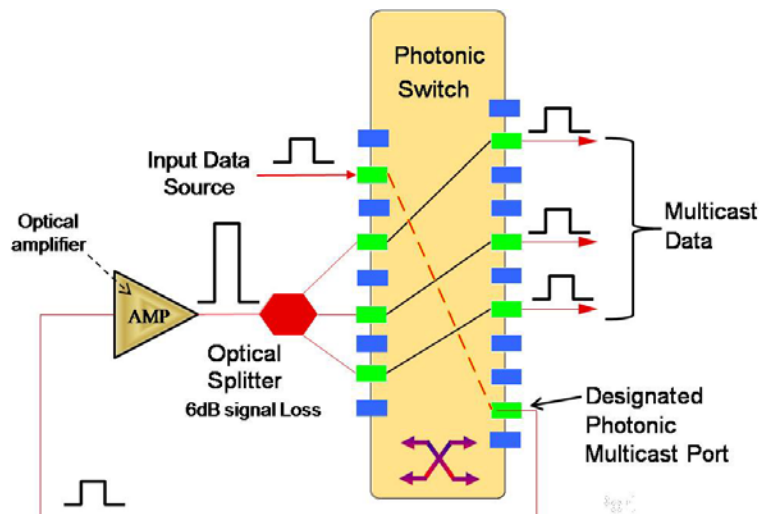 Photonic
Switch
Input Data
Source
Optical
amplifier
AMP
Optical
Splitter
6dB signal Loss
Multicast
Data
Designated
Photonic
Multicast Port